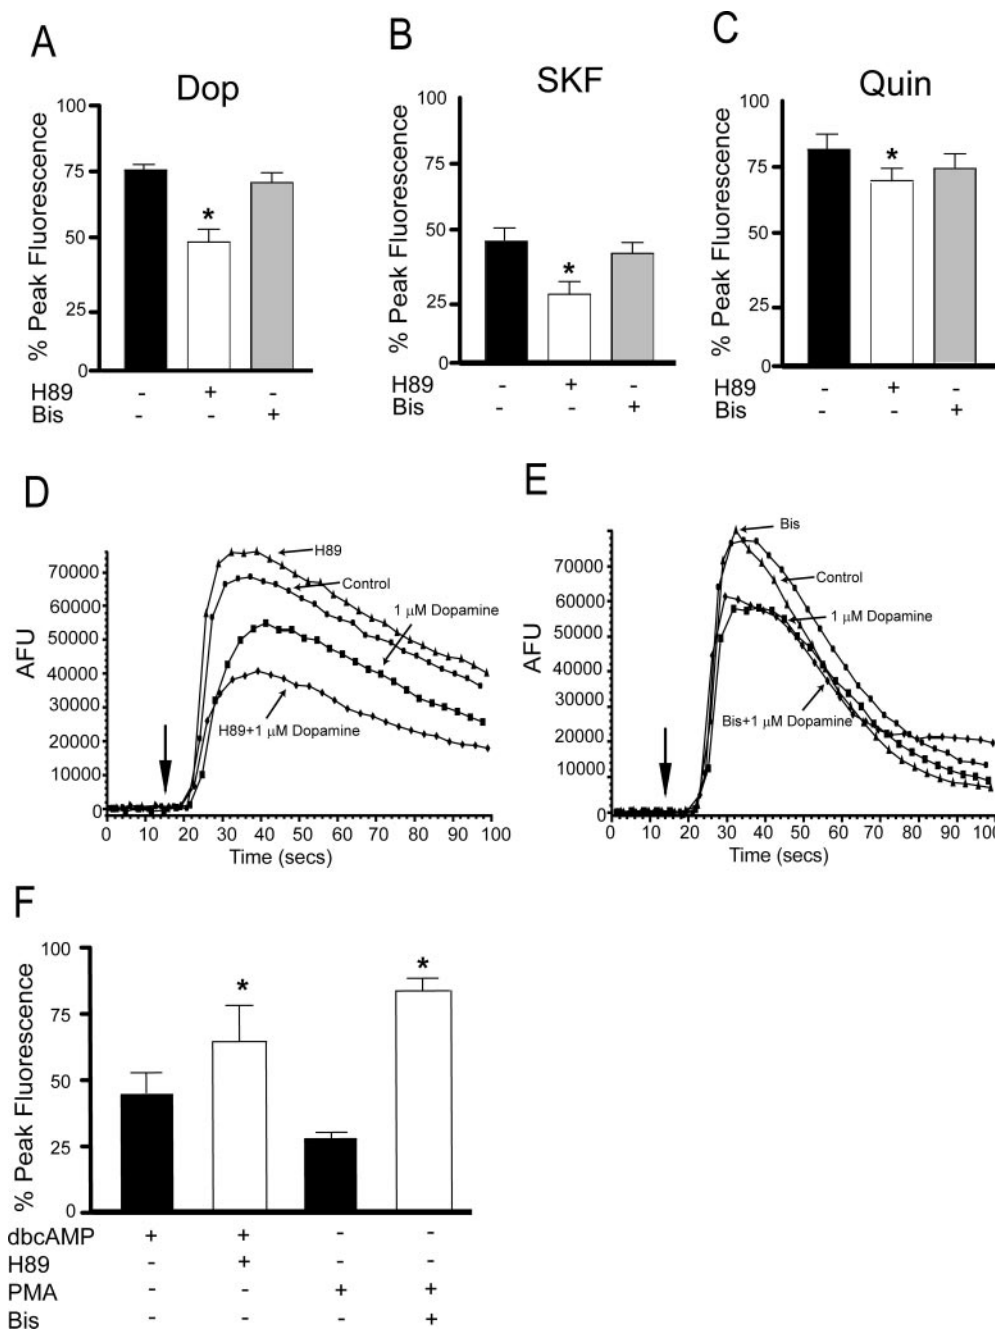 A
Dop
% Peak Fluorescence
100
75
50
25
0
*
H89 - + -
Bis - - +
B
SKF
% Peak Fluorescence
100
75
50
25
0
*
H89 - + -
Bis - - +
C
Quin
% Peak Fluorescence
100
75
50
25
0
*
H89 - + -
Bis - - +
D
AFU
70000
60000
50000
40000
30000
20000
10000
0
H89
Control
1 μM Dopamine
H89+1 μM Dopamine
0 10 20 30 40 50 60 70 80 90 100
Time (secs)
E
AFU
70000
60000
50000
40000
30000
20000
10000
0
Bis
Control
1 μM Dopamine
Bis+1 μM Dopamine
0 10 20 30 40 50 60 70 80 90 100
Time (secs)
F
% Peak Fluorescence
100
75
50
25
0
* *
dbcAMP + + - -
H89 - + - -
PMA - - + +
Bis - - - +